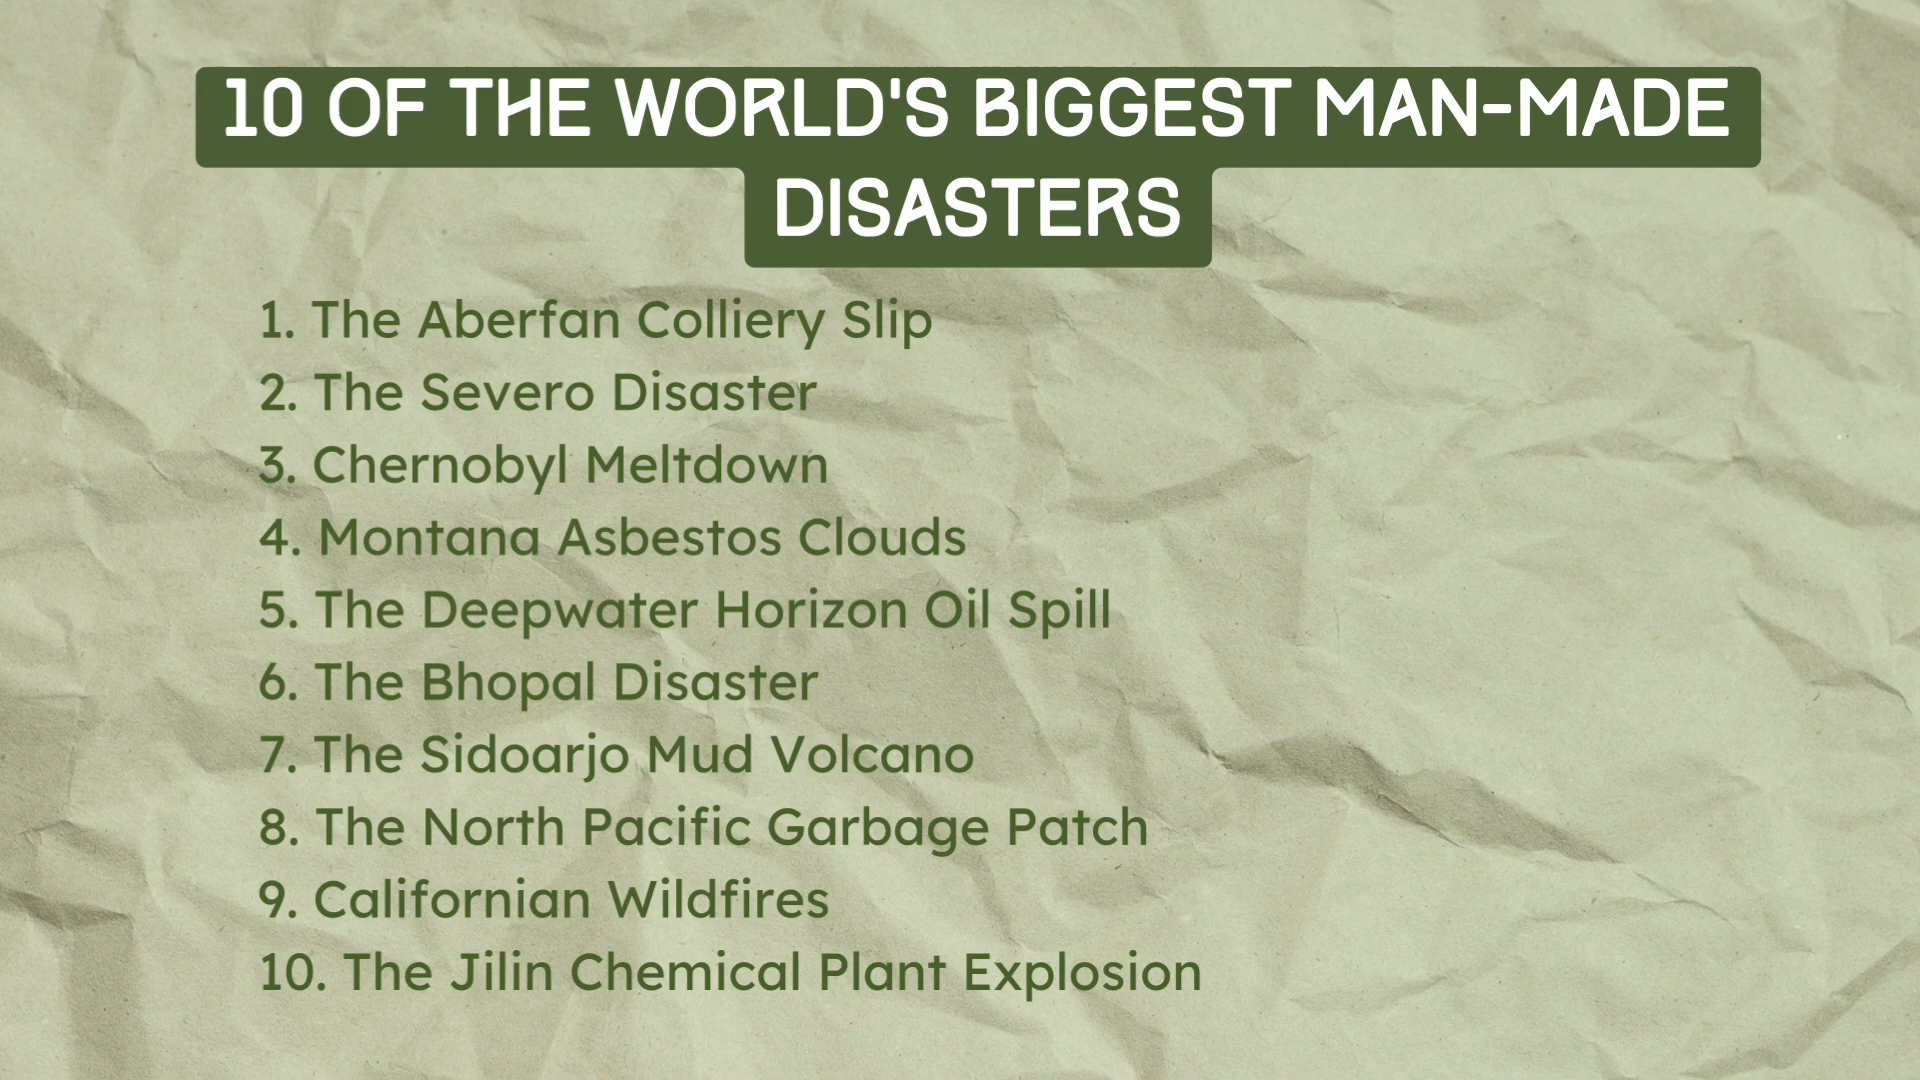 10 OF THE WORLD'S BIGGEST MAN-MADE
DISASTERS
1. The Aberfan Colliery Slip
2. The Severo Disaster
3. Chernobyl Meltdown
4. Montana Asbestos Clouds
5. The Deepwater Horizon Oil Spill
6. The Bhopal Disaster
7. The Sidoarjo Mud Volcano
8. The North Pacific Garbage Patch
9. Californian Wildfires
10. The Jilin Chemical Plant Explosion